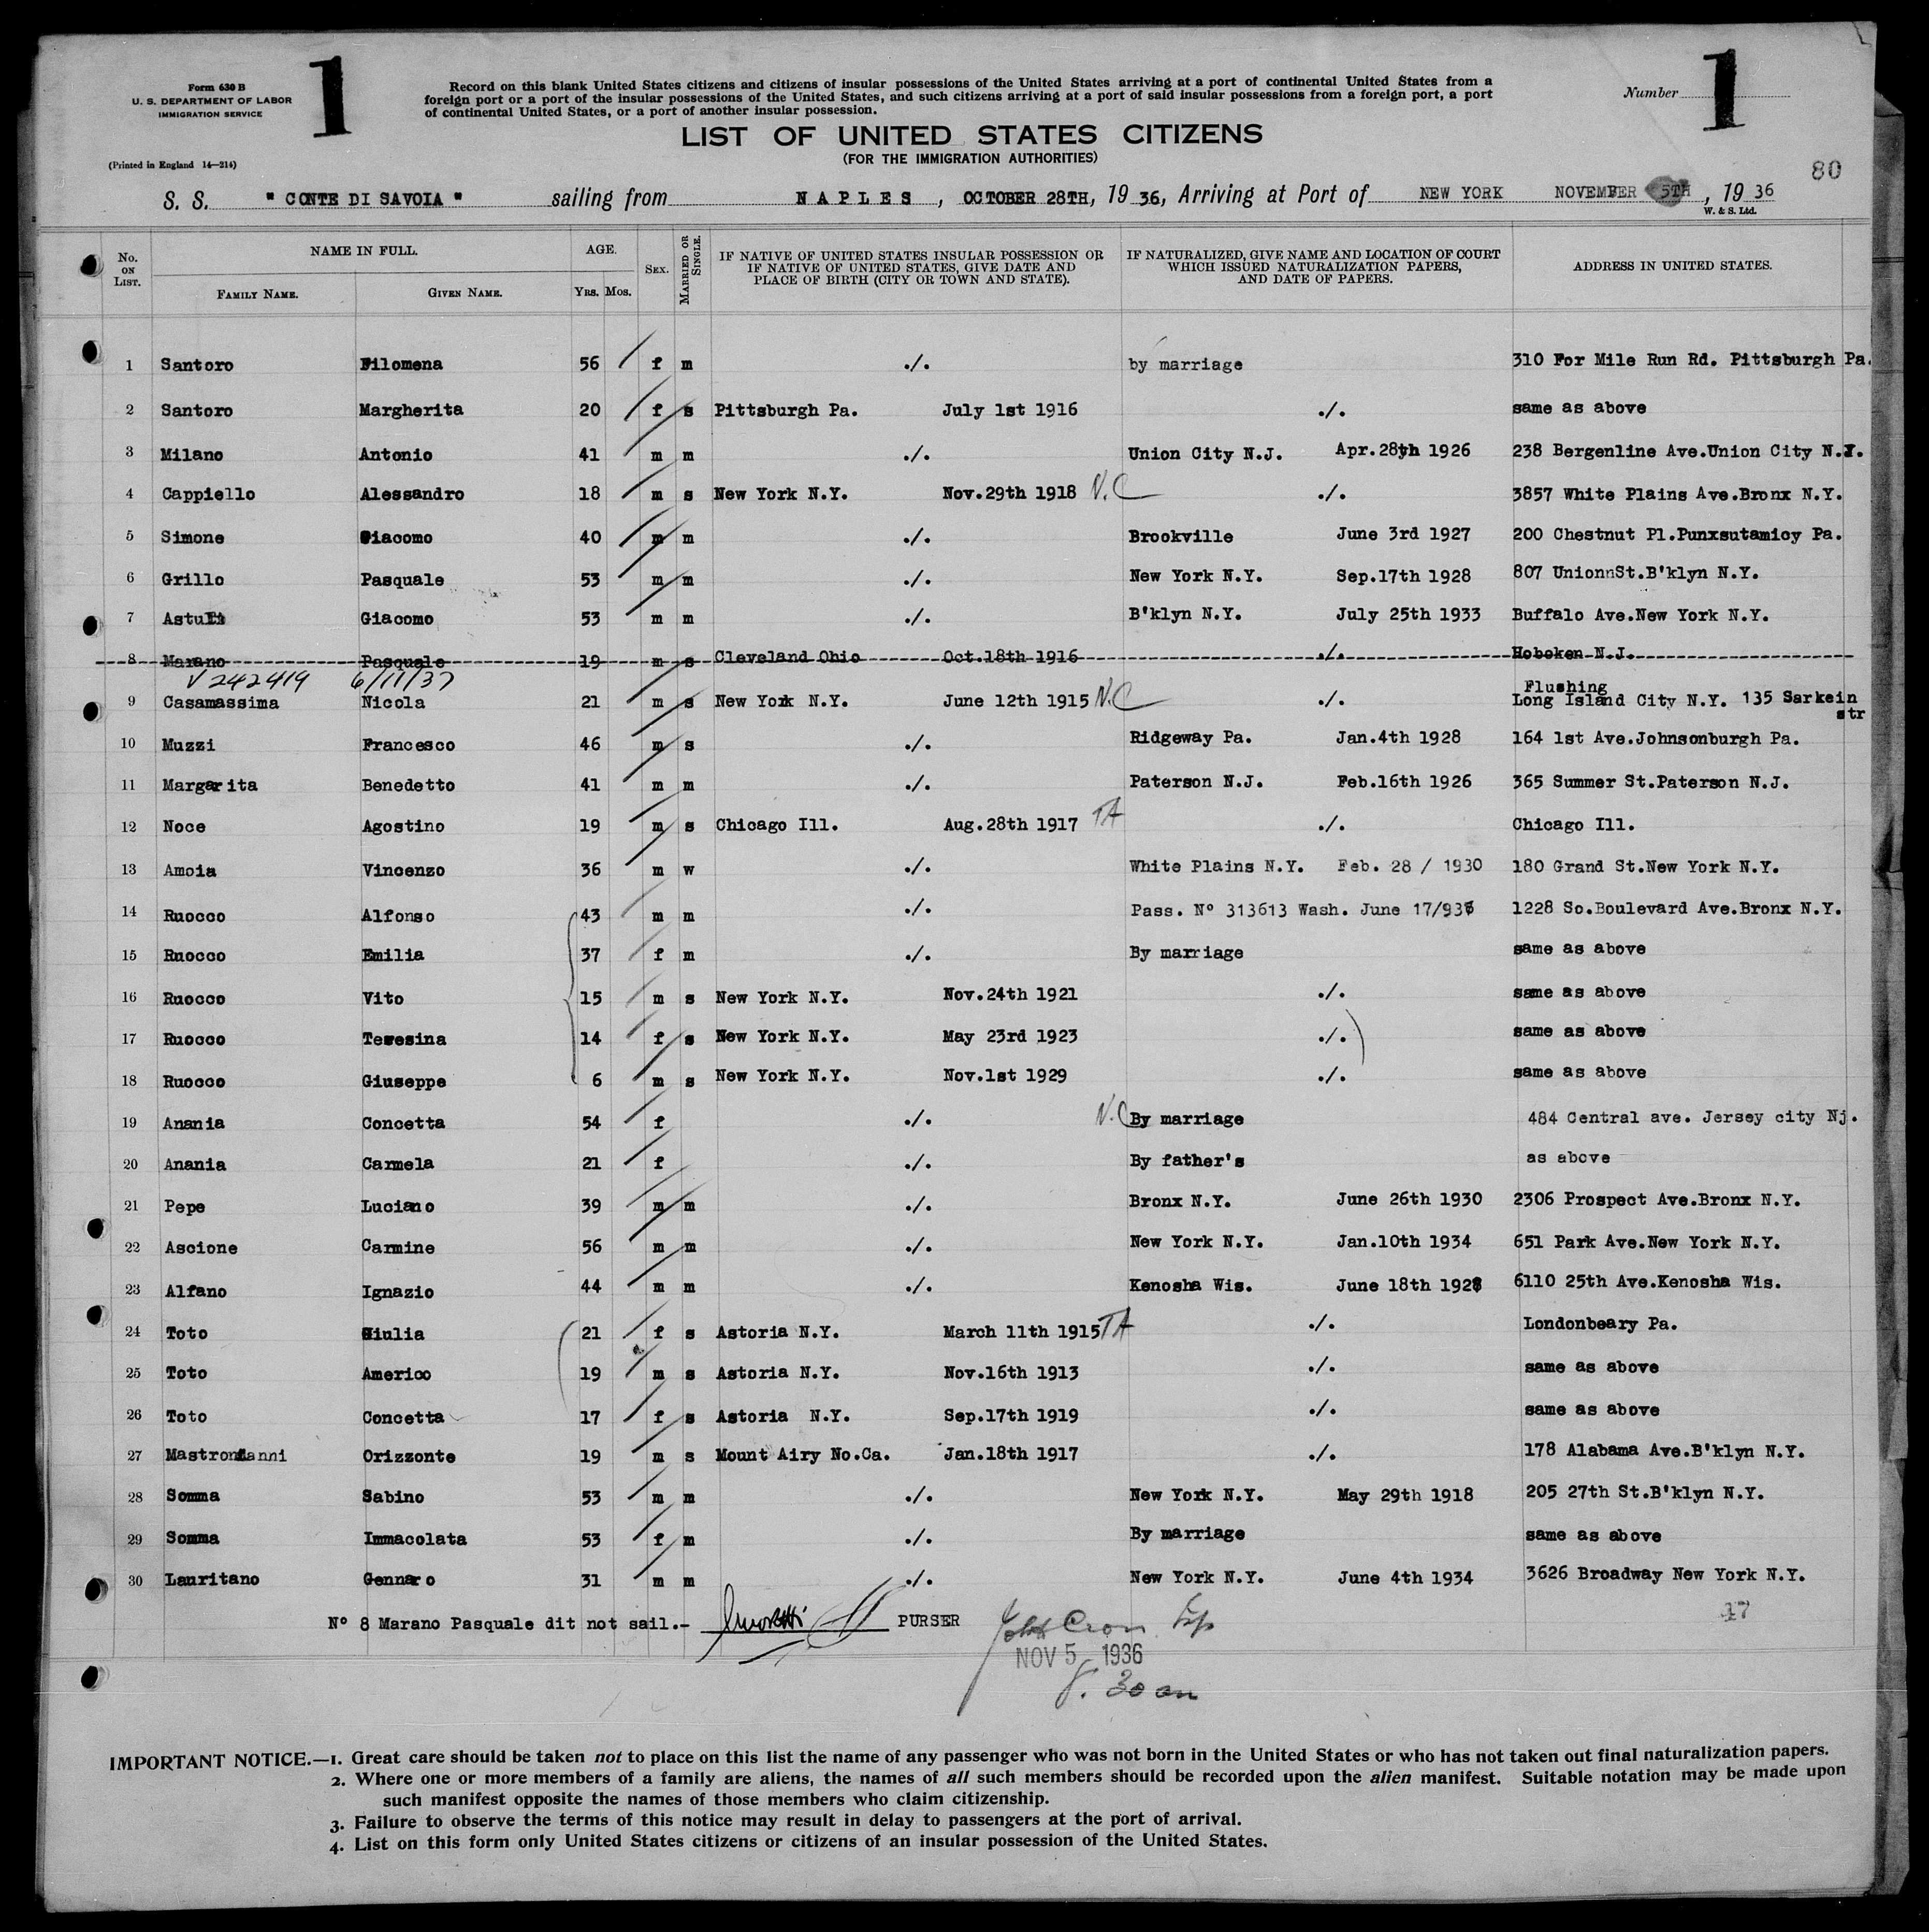 Form 630 B
U. S. DEPARTMENT OF LABOR
IMMIGRATION SERVICE
(Printed in England 14—214)
1
Record on this blank United States citizens and citizens of insular possessions of the United States arriving at a port of continental United States from a
foreign port or a port of the insular possessions of the United States, and such citizens arriving at a port of said insular possessions from a foreign port, a port
of continental United States, or a port of another insular possession.
Number 1
LIST OF UNITED STATES CITIZENS
(FOR THE IMMIGRATION AUTHORITIES)
80
S. S. " CONTE DI SAVOIA " sailing from NAPLES, OCTOBER 28TH, 19 36, Arriving at Port of NEW YORK NOVEMBER 5TH, 19 36
W. & S. Ltd.
No. ON LIST. NAME IN FULL. FAMILY NAME. GIVEN NAME. AGE. YRS. MOS. SEX. MARRIED OR SINGLE. IF NATIVE OF UNITED STATES INSULAR POSSESSION OR IF NATIVE OF UNITED STATES, GIVE DATE AND PLACE OF BIRTH (CITY OR TOWN AND STATE). IF NATURALIZED, GIVE NAME AND LOCATION OF COURT WHICH ISSUED NATURALIZATION PAPERS, AND DATE OF PAPERS. ADDRESS IN UNITED STATES.
1 Santoro Filomena 56 f m ./. by marriage 310 For Mile Run Rd. Pittsburgh Pa.
2 Santoro Margherita 20 f s Pittsburgh Pa. July 1st 1916 ./. same as above
3 Milano Antonio 41 m m ./. Union City N.J. Apr.28th 1926 238 Bergenline Ave.Union City N.J.
4 Cappiello Alessandro 18 m s New York N.Y. Nov.29th 1918 N.C ./. 3857 White Plains Ave.Bronx N.Y.
5 Simone Giacomo 40 m m ./. Brookville June 3rd 1927 200 Chestnut Pl.Punxsutamicy Pa.
6 Grillo Pasquale 53 m m ./. New York N.Y. Sep.17th 1928 807 UnionnSt.B'klyn N.Y.
7 Giacomo 53 m m ./. B'klyn N.Y. July 25th 1933 Buffalo Ave.New York N.Y.
8 Marano Pasquale 19 m s Cleveland Ohio Oct.18th 1916 ./. Hoboken N.J.
V 242419 6/11/37
9 Casamassima Nicola 21 m s New York N.Y. June 12th 1915 N.C ./. Flushing Long Island City N.Y. 135 Sarkein str
10 Muzzi Francesco 46 m s ./. Ridgeway Pa. Jan.4th 1928 164 1st Ave.Johnsonburgh Pa.
11 Margarita Benedetto 41 m m ./. Paterson N.J. Feb.16th 1926 365 Summer St.Paterson N.J.
12 Noce Agostino 19 m s Chicago Ill. Aug.28th 1917 TA ./. Chicago Ill.
13 Amoia Vincenzo 36 m w ./. White Plains N.Y. Feb. 28 / 1930 180 Grand St.New York N.Y.
14 Ruocco Alfonso 43 m m ./. Pass. Nº 313613 Wash. June 17/936 1228 So.Boulevard Ave.Bronx N.Y.
15 Ruocco Emilia 37 f m ./. By marriage same as above
16 Ruocco Vito 15 m s New York N.Y. Nov.24th 1921 ./. same as above
17 Ruocco Teresina 14 f s New York N.Y. May 23rd 1923 ./. same as above
18 Ruocco Giuseppe 6 m s New York N.Y. Nov.1st 1929 ./. same as above
19 Anania Concetta 54 f ./. N.C By marriage 484 Central ave. Jersey city Nj.
20 Anania Carmela 21 f ./. By father's as above
21 Pepe Luciano 39 m m ./. Bronx N.Y. June 26th 1930 2306 Prospect Ave.Bronx N.Y.
22 Ascione Carmine 56 m m ./. New York N.Y. Jan.10th 1934 651 Park Ave.New York N.Y.
23 Alfano Ignazio 44 m m ./. Kenosha Wis. June 18th 1928 6110 25th Ave.Kenosha Wis.
24 Toto Giulia 21 f s Astoria N.Y. March 11th 1915 TA ./. Londonbeary Pa.
25 Toto Americo 19 m s Astoria N.Y. Nov.16th 1913 ./. same as above
26 Toto Concetta 17 f s Astoria N.Y. Sep.17th 1919 ./. same as above
27 Orizzonte 19 m s Mount Airy No.Ca. Jan.18th 1917 ./. 178 Alabama Ave.B'klyn N.Y.
28 Somma Sabino 53 m m ./. New York N.Y. May 29th 1918 205 27th St.B'klyn N.Y.
29 Somma Immacolata 53 f m ./. By marriage same as above
30 Lauritano Gennaro 31 m m ./. New York N.Y. June 4th 1934 3626 Broadway New York N.Y.
Nº 8 Marano Pasquale dit not sail.- PURSER
47
NOV 5 1936
8.30 am
IMPORTANT NOTICE.—1. Great care should be taken not to place on this list the name of any passenger who was not born in the United States or who has not taken out final naturalization papers.
2. Where one or more members of a family are aliens, the names of all such members should be recorded upon the alien manifest. Suitable notation may be made upon
such manifest opposite the names of those members who claim citizenship.
3. Failure to observe the terms of this notice may result in delay to passengers at the port of arrival.
4. List on this form only United States citizens or citizens of an insular possession of the United States.